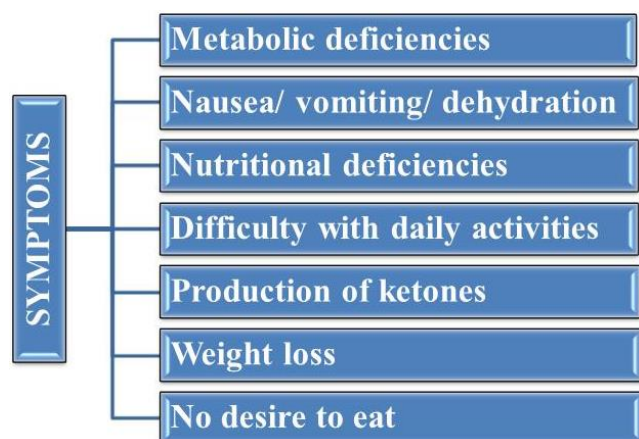 SYMPTOMS
Metabolic deficiencies
Nausea/ vomiting/ dehydration
Nutritional deficiencies
Difficulty with daily activities
Production of ketones
Weight loss
No desire to eat